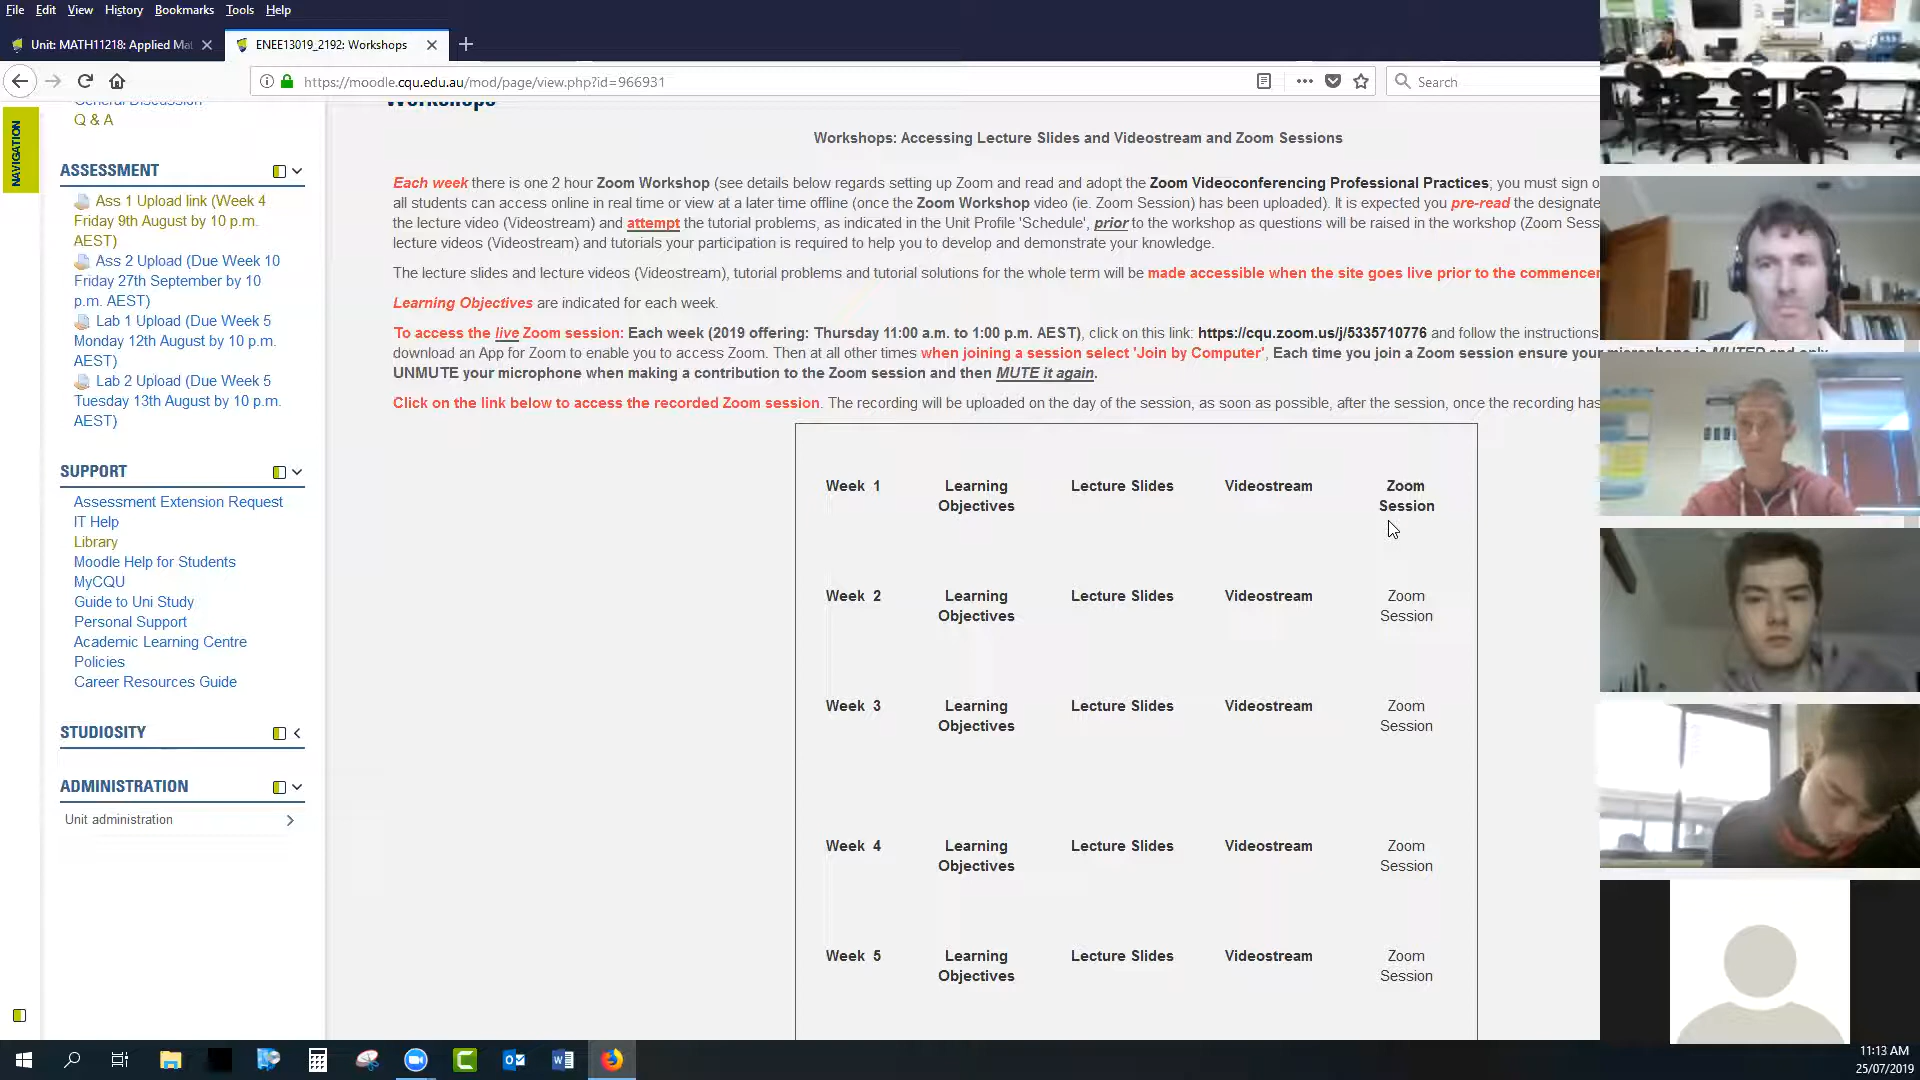 File Edit View History Bookmarks Tools Help
Unit: MATH11218: Applied Mat
ENEE13019_2192: Workshops
https://moodle.cqu.edu.au/mod/page/view.php?id=966931
Search
NAVIGATION
General Discussion
Q & A
ASSESSMENT
Ass 1 Upload link (Week 4
Friday 9th August by 10 p.m.
AEST)
Ass 2 Upload (Due Week 10
Friday 27th September by 10
p.m. AEST)
Lab 1 Upload (Due Week 5
Monday 12th August by 10 p.m.
AEST)
Lab 2 Upload (Due Week 5
Tuesday 13th August by 10 p.m.
AEST)
SUPPORT
Assessment Extension Request
IT Help
Library
Moodle Help for Students
MyCQU
Guide to Uni Study
Personal Support
Academic Learning Centre
Policies
Career Resources Guide
STUDIOSITY
ADMINISTRATION
Unit administration
Workshops
Workshops: Accessing Lecture Slides and Videostream and Zoom Sessions
Each week there is one 2 hour Zoom Workshop (see details below regards setting up Zoom and read and adopt the Zoom Videoconferencing Professional Practices; you must sign o
all students can access online in real time or view at a later time offline (once the Zoom Workshop video (ie. Zoom Session) has been uploaded). It is expected you pre-read the designate
the lecture video (Videostream) and attempt the tutorial problems, as indicated in the Unit Profile 'Schedule', prior to the workshop as questions will be raised in the workshop (Zoom Sess
lecture videos (Videostream) and tutorials your participation is required to help you to develop and demonstrate your knowledge.
The lecture slides and lecture videos (Videostream), tutorial problems and tutorial solutions for the whole term will be made accessible when the site goes live prior to the commencer
Learning Objectives are indicated for each week.
To access the live Zoom session: Each week (2019 offering: Thursday 11:00 a.m. to 1:00 p.m. AEST), click on this link: https://cqu.zoom.us/j/5335710776 and follow the instructions
download an App for Zoom to enable you to access Zoom. Then at all other times when joining a session select 'Join by Computer', Each time you join a Zoom session ensure your microphone is MUTED and only
UNMUTE your microphone when making a contribution to the Zoom session and then MUTE it again.
Click on the link below to access the recorded Zoom session. The recording will be uploaded on the day of the session, as soon as possible, after the session, once the recording has
Week 1 Learning Objectives Lecture Slides Videostream Zoom Session
Week 2 Learning Objectives Lecture Slides Videostream Zoom Session
Week 3 Learning Objectives Lecture Slides Videostream Zoom Session
Week 4 Learning Objectives Lecture Slides Videostream Zoom Session
Week 5 Learning Objectives Lecture Slides Videostream Zoom Session
11:13 AM
25/07/2019